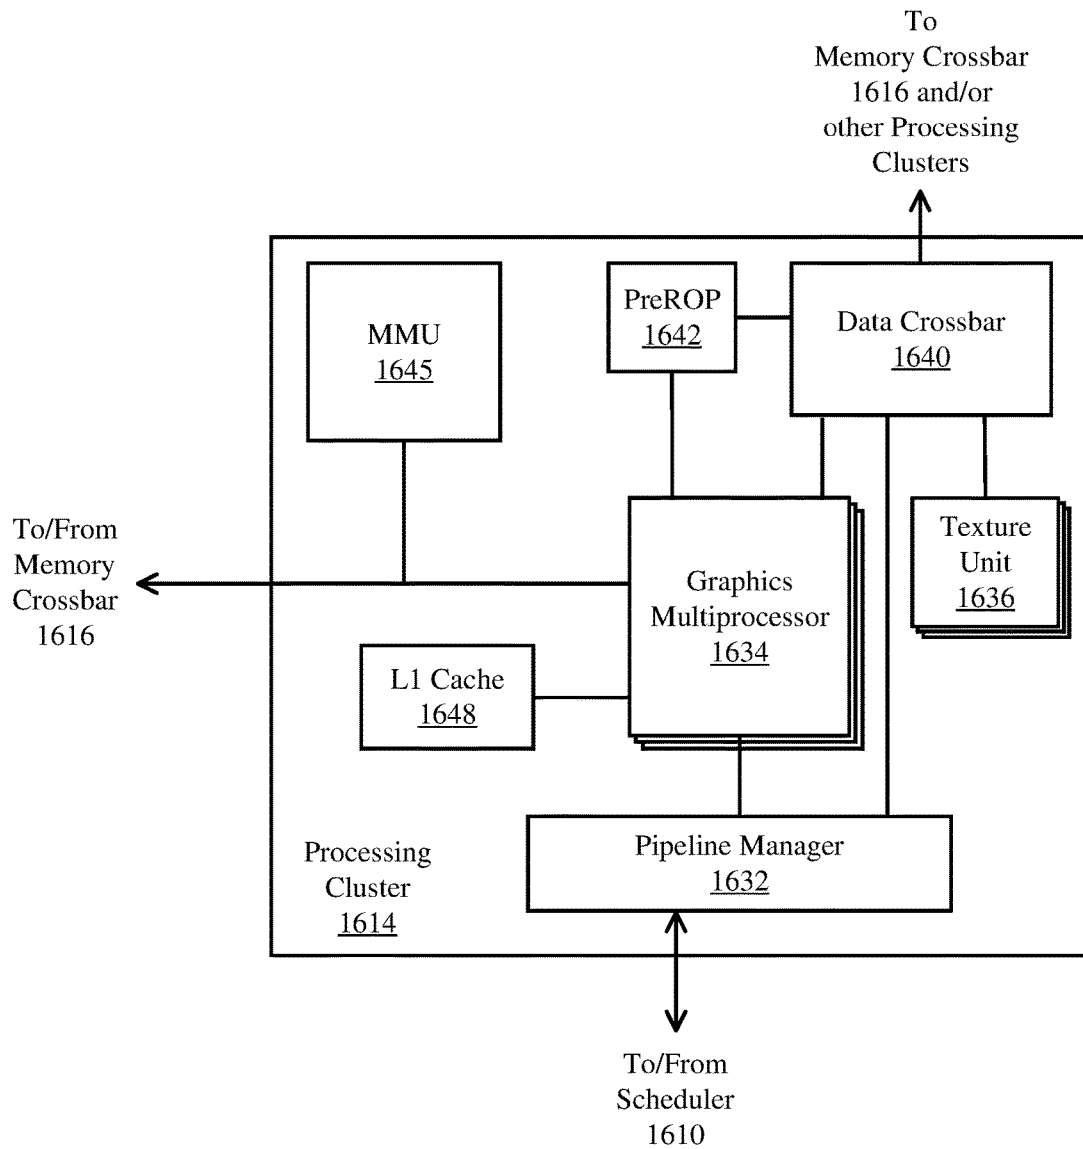 To
Memory Crossbar
1616 and/or
other Processing
Clusters
MMU
1645
PreROP
1642
Data Crossbar
1640
To/From
Memory
Crossbar
1616
Graphics
Multiprocessor
1634
Texture
Unit
1636
L1 Cache
1648
Pipeline Manager
1632
Processing
Cluster
1614
To/From
Scheduler
1610